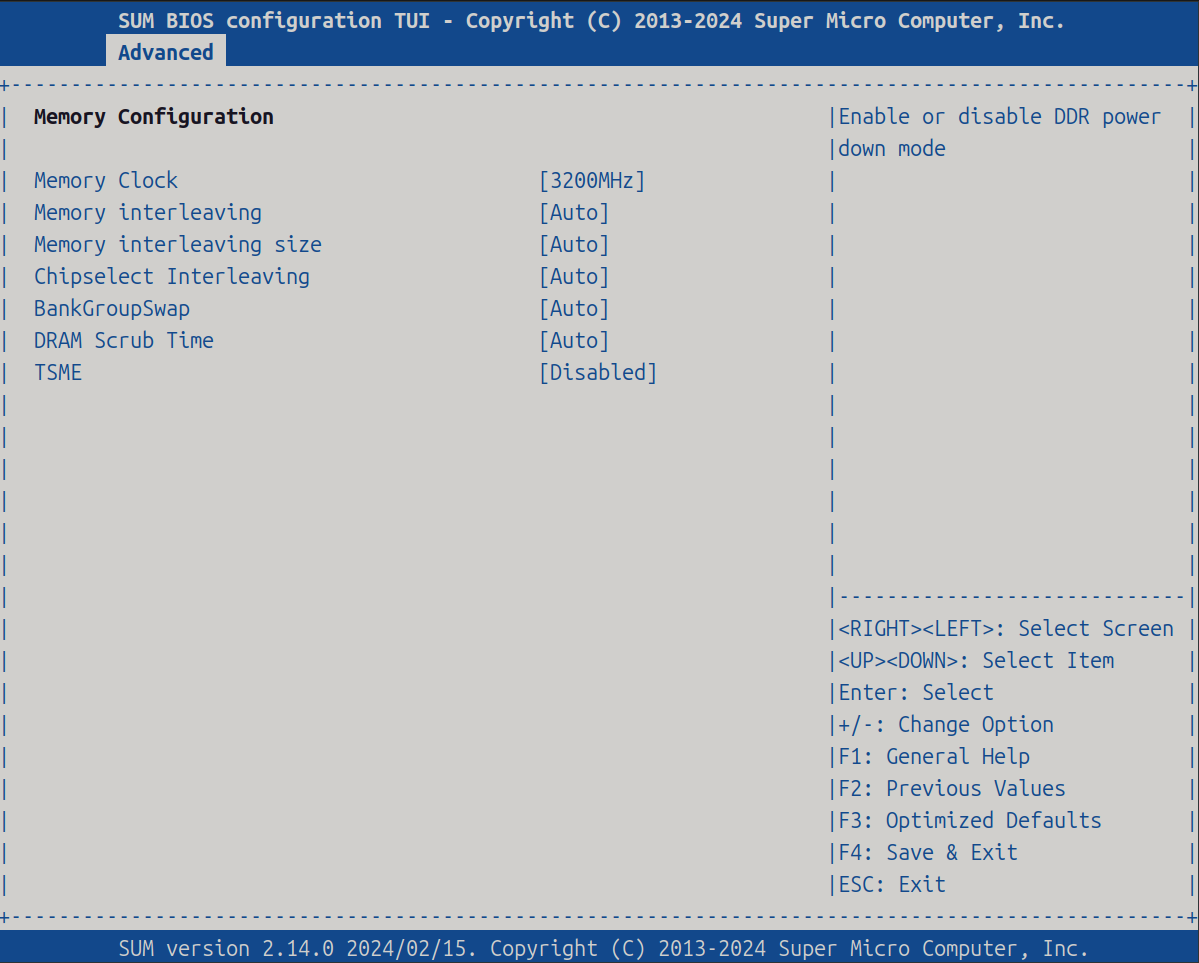 SUM BIOS configuration TUI - Copyright (C) 2013-2024 Super Micro Computer, Inc.
Advanced
Memory Configuration
Memory Clock [3200MHz]
Memory interleaving [Auto]
Memory interleaving size [Auto]
Chipselect Interleaving [Auto]
BankGroupSwap [Auto]
DRAM Scrub Time [Auto]
TSME [Disabled]
Enable or disable DDR power
down mode
<RIGHT><LEFT>: Select Screen
<UP><DOWN>: Select Item
Enter: Select
+/-: Change Option
F1: General Help
F2: Previous Values
F3: Optimized Defaults
F4: Save & Exit
ESC: Exit
SUM version 2.14.0 2024/02/15. Copyright (C) 2013-2024 Super Micro Computer, Inc.